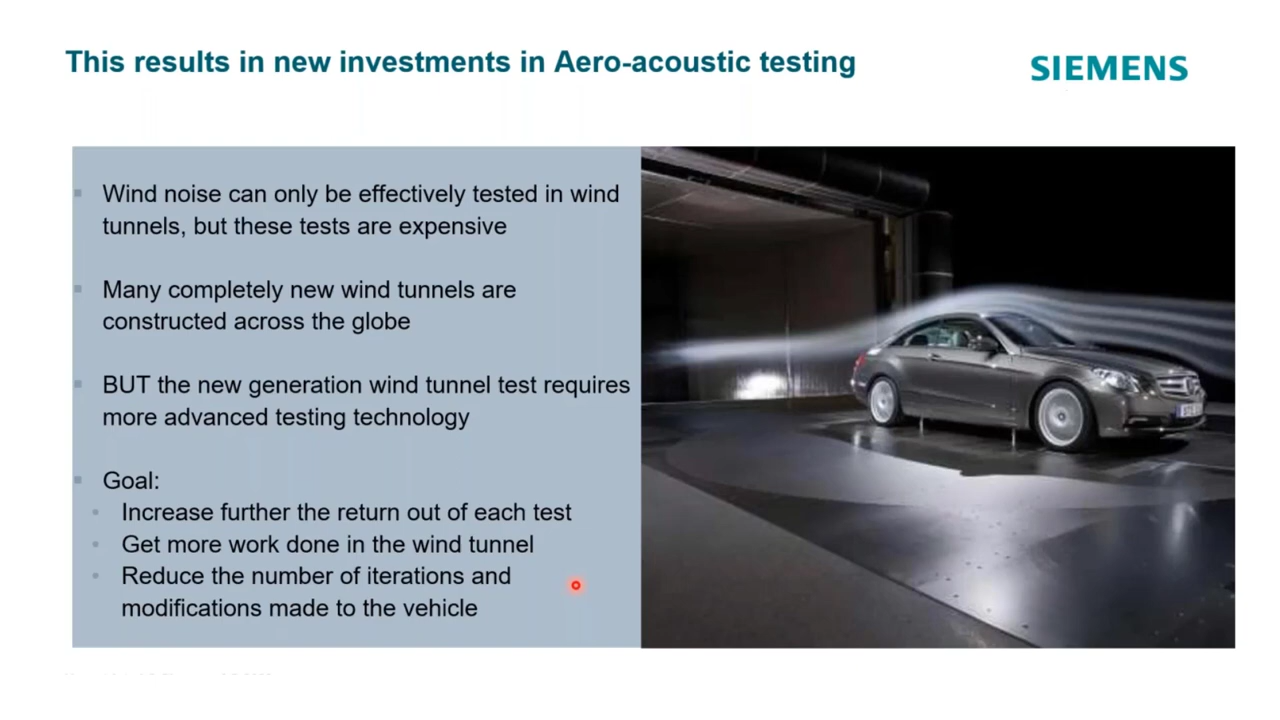 This results in new investments in Aero-acoustic testing
SIEMENS
Wind noise can only be effectively tested in wind
tunnels, but these tests are expensive
Many completely new wind tunnels are
constructed across the globe
BUT the new generation wind tunnel test requires
more advanced testing technology
Goal:
Increase further the return out of each test
Get more work done in the wind tunnel
Reduce the number of iterations and
modifications made to the vehicle